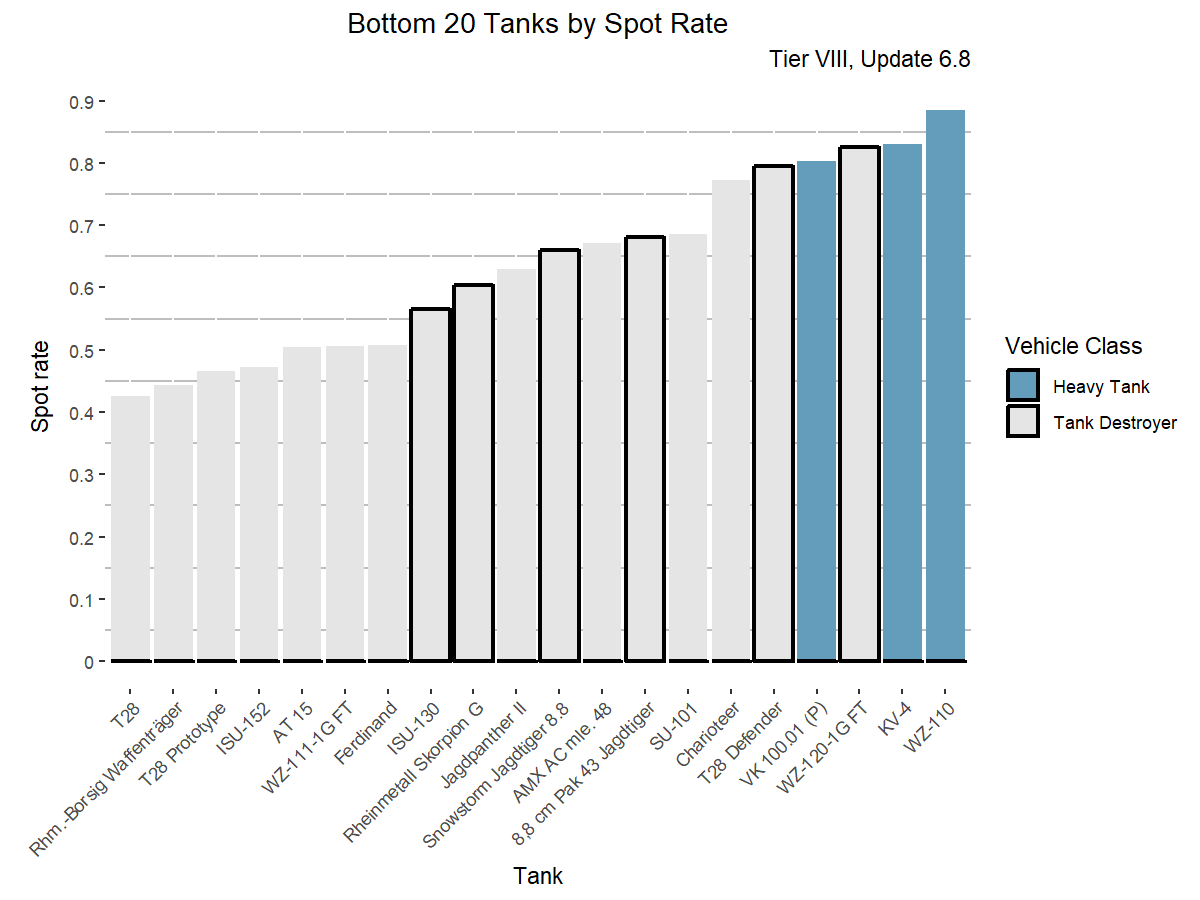 Bottom 20 Tanks by Spot Rate
Tier VIII, Update 6.8
Spot rate
0.9
0.8
0.7
0.6
0.5
0.4
0.3
0.2
0.1
0
T28
Rhm.-Borsig Waffenträger
T28 Prototype
ISU-152
AT 15
WZ-111-1G FT
Ferdinand
ISU-130
Rheinmetall Skorpion G
Jagdpanther II
Snowstorm Jagdtiger 8.8
AMX AC mle. 48
8,8 cm Pak 43 Jagdtiger
SU-101
Charioteer
T28 Defender
VK 100.01 (P)
WZ-120-1G FT
KV-4
WZ-110
Tank
Vehicle Class
Heavy Tank
Tank Destroyer